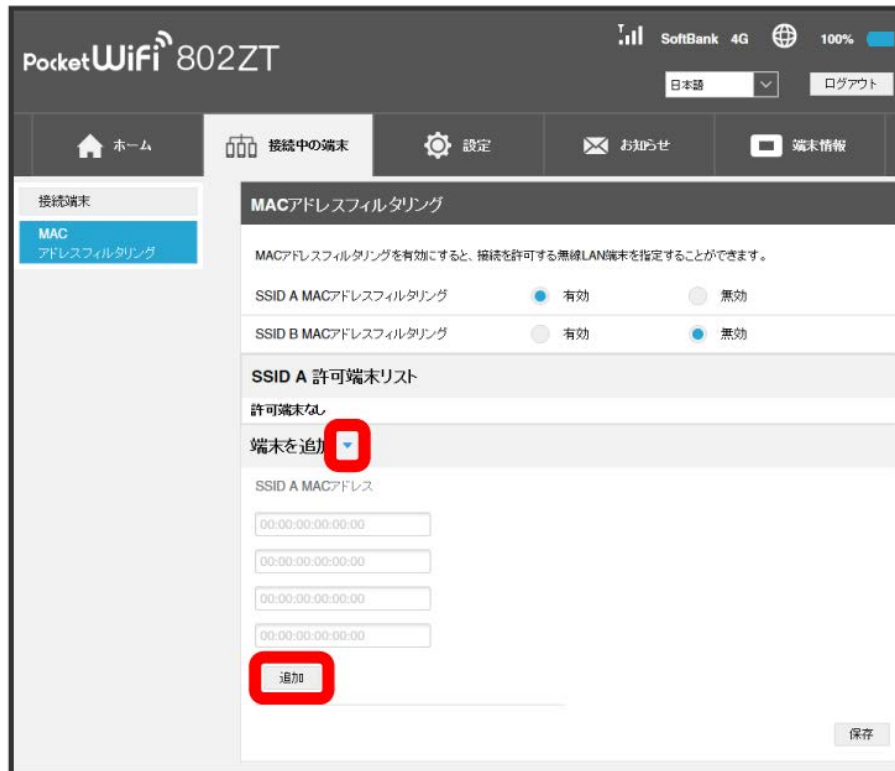 SoftBank 4G 100%
PocketWiFi 802ZT
日本語 ログアウト
ホーム 接続中の端末 設定 お知らせ 端末情報
接続端末
MAC
アドレスフィルタリング
MACアドレスフィルタリング
MACアドレスフィルタリングを有効にすると、接続を許可する無線LAN端末を指定することができます。
SSID A MACアドレスフィルタリング 有効 無効
SSID B MACアドレスフィルタリング 有効 無効
SSID A 許可端末リスト
許可端末なし
端末を追加
SSID A MACアドレス
00:00:00:00:00:00
00:00:00:00:00:00
00:00:00:00:00:00
00:00:00:00:00:00
追加
保存